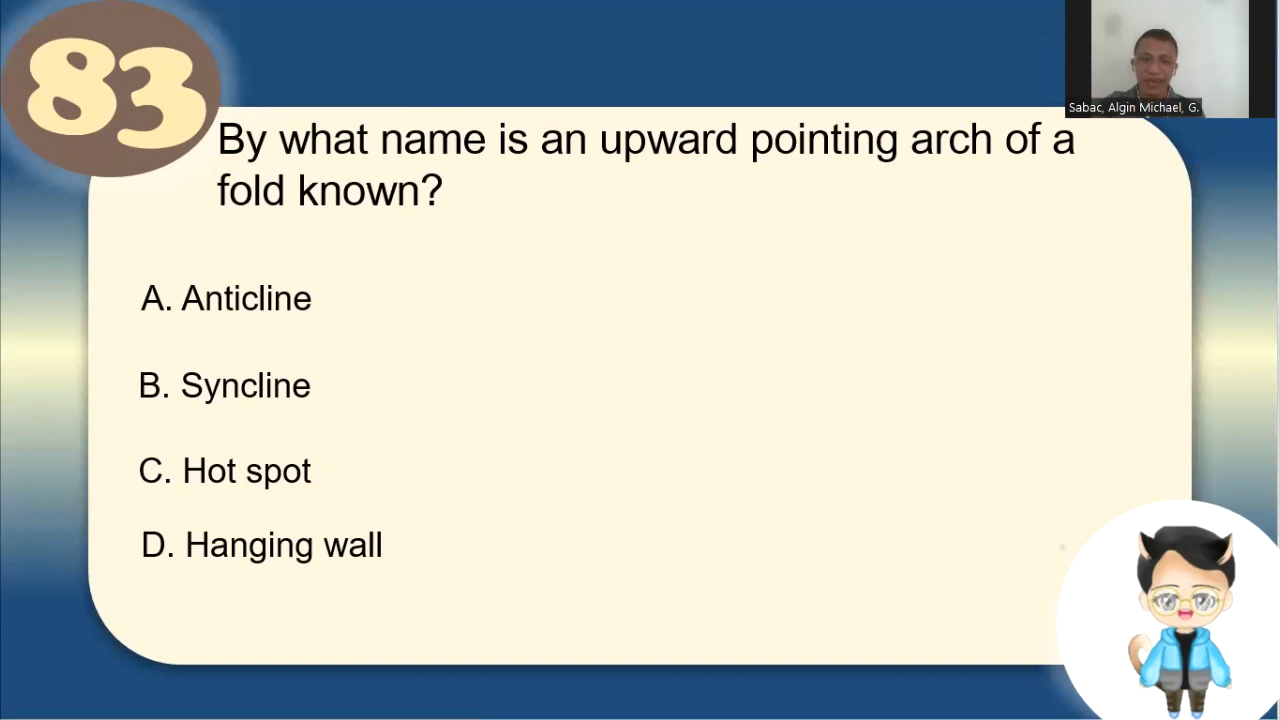 83
Sabac, Algin Michael, G.
By what name is an upward pointing arch of a
fold known?
A. Anticline
B. Syncline
C. Hot spot
D. Hanging wall